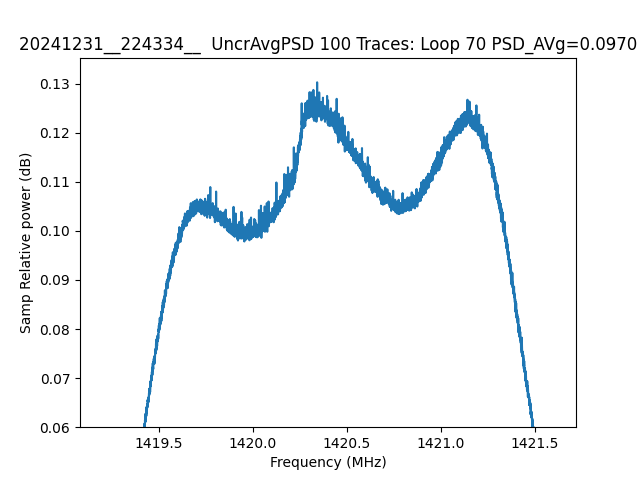 20241231__224334__  UncrAvgPSD 100 Traces: Loop 70 PSD_AVg=0.0970
0.13
0.12
0.11
0.10
0.09
0.08
0.07
0.06
Samp Relative power (dB)
1419.5 1420.0 1420.5 1421.0 1421.5
Frequency (MHz)